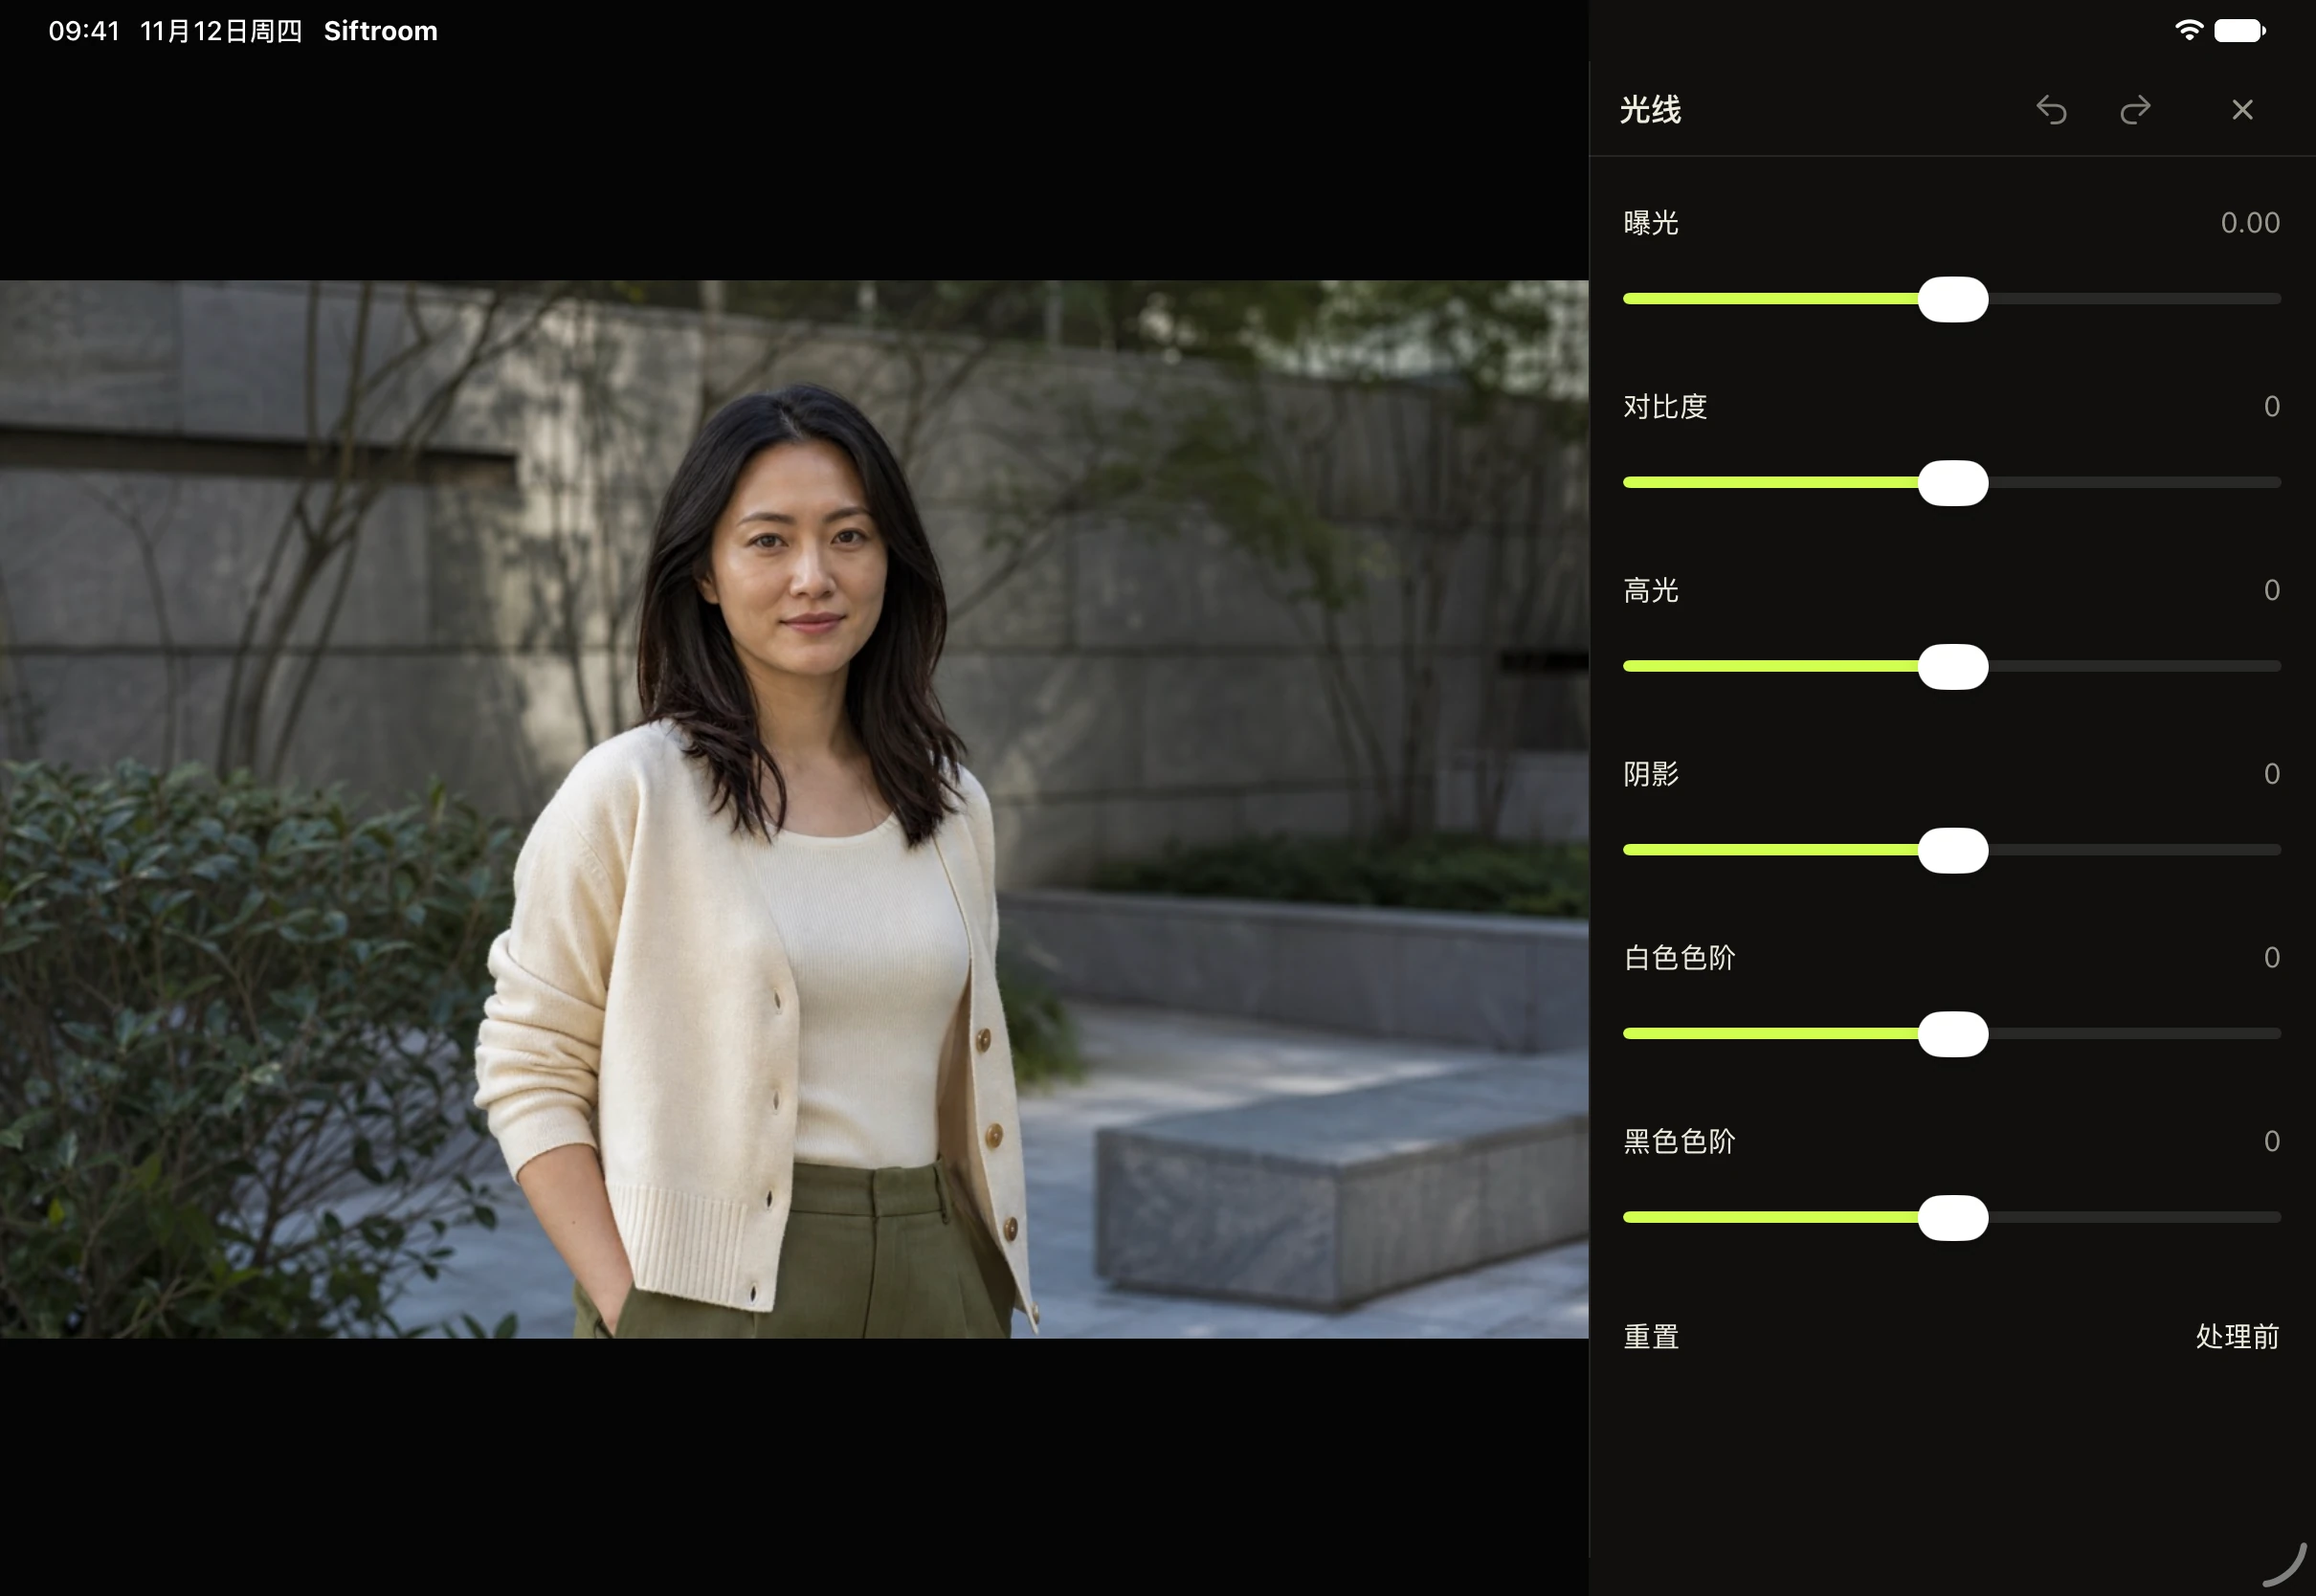 09:41 11月12日周四 Siftroom
光线
曝光 0.00
对比度 0
高光 0
阴影 0
白色色阶 0
黑色色阶 0
重置 处理前